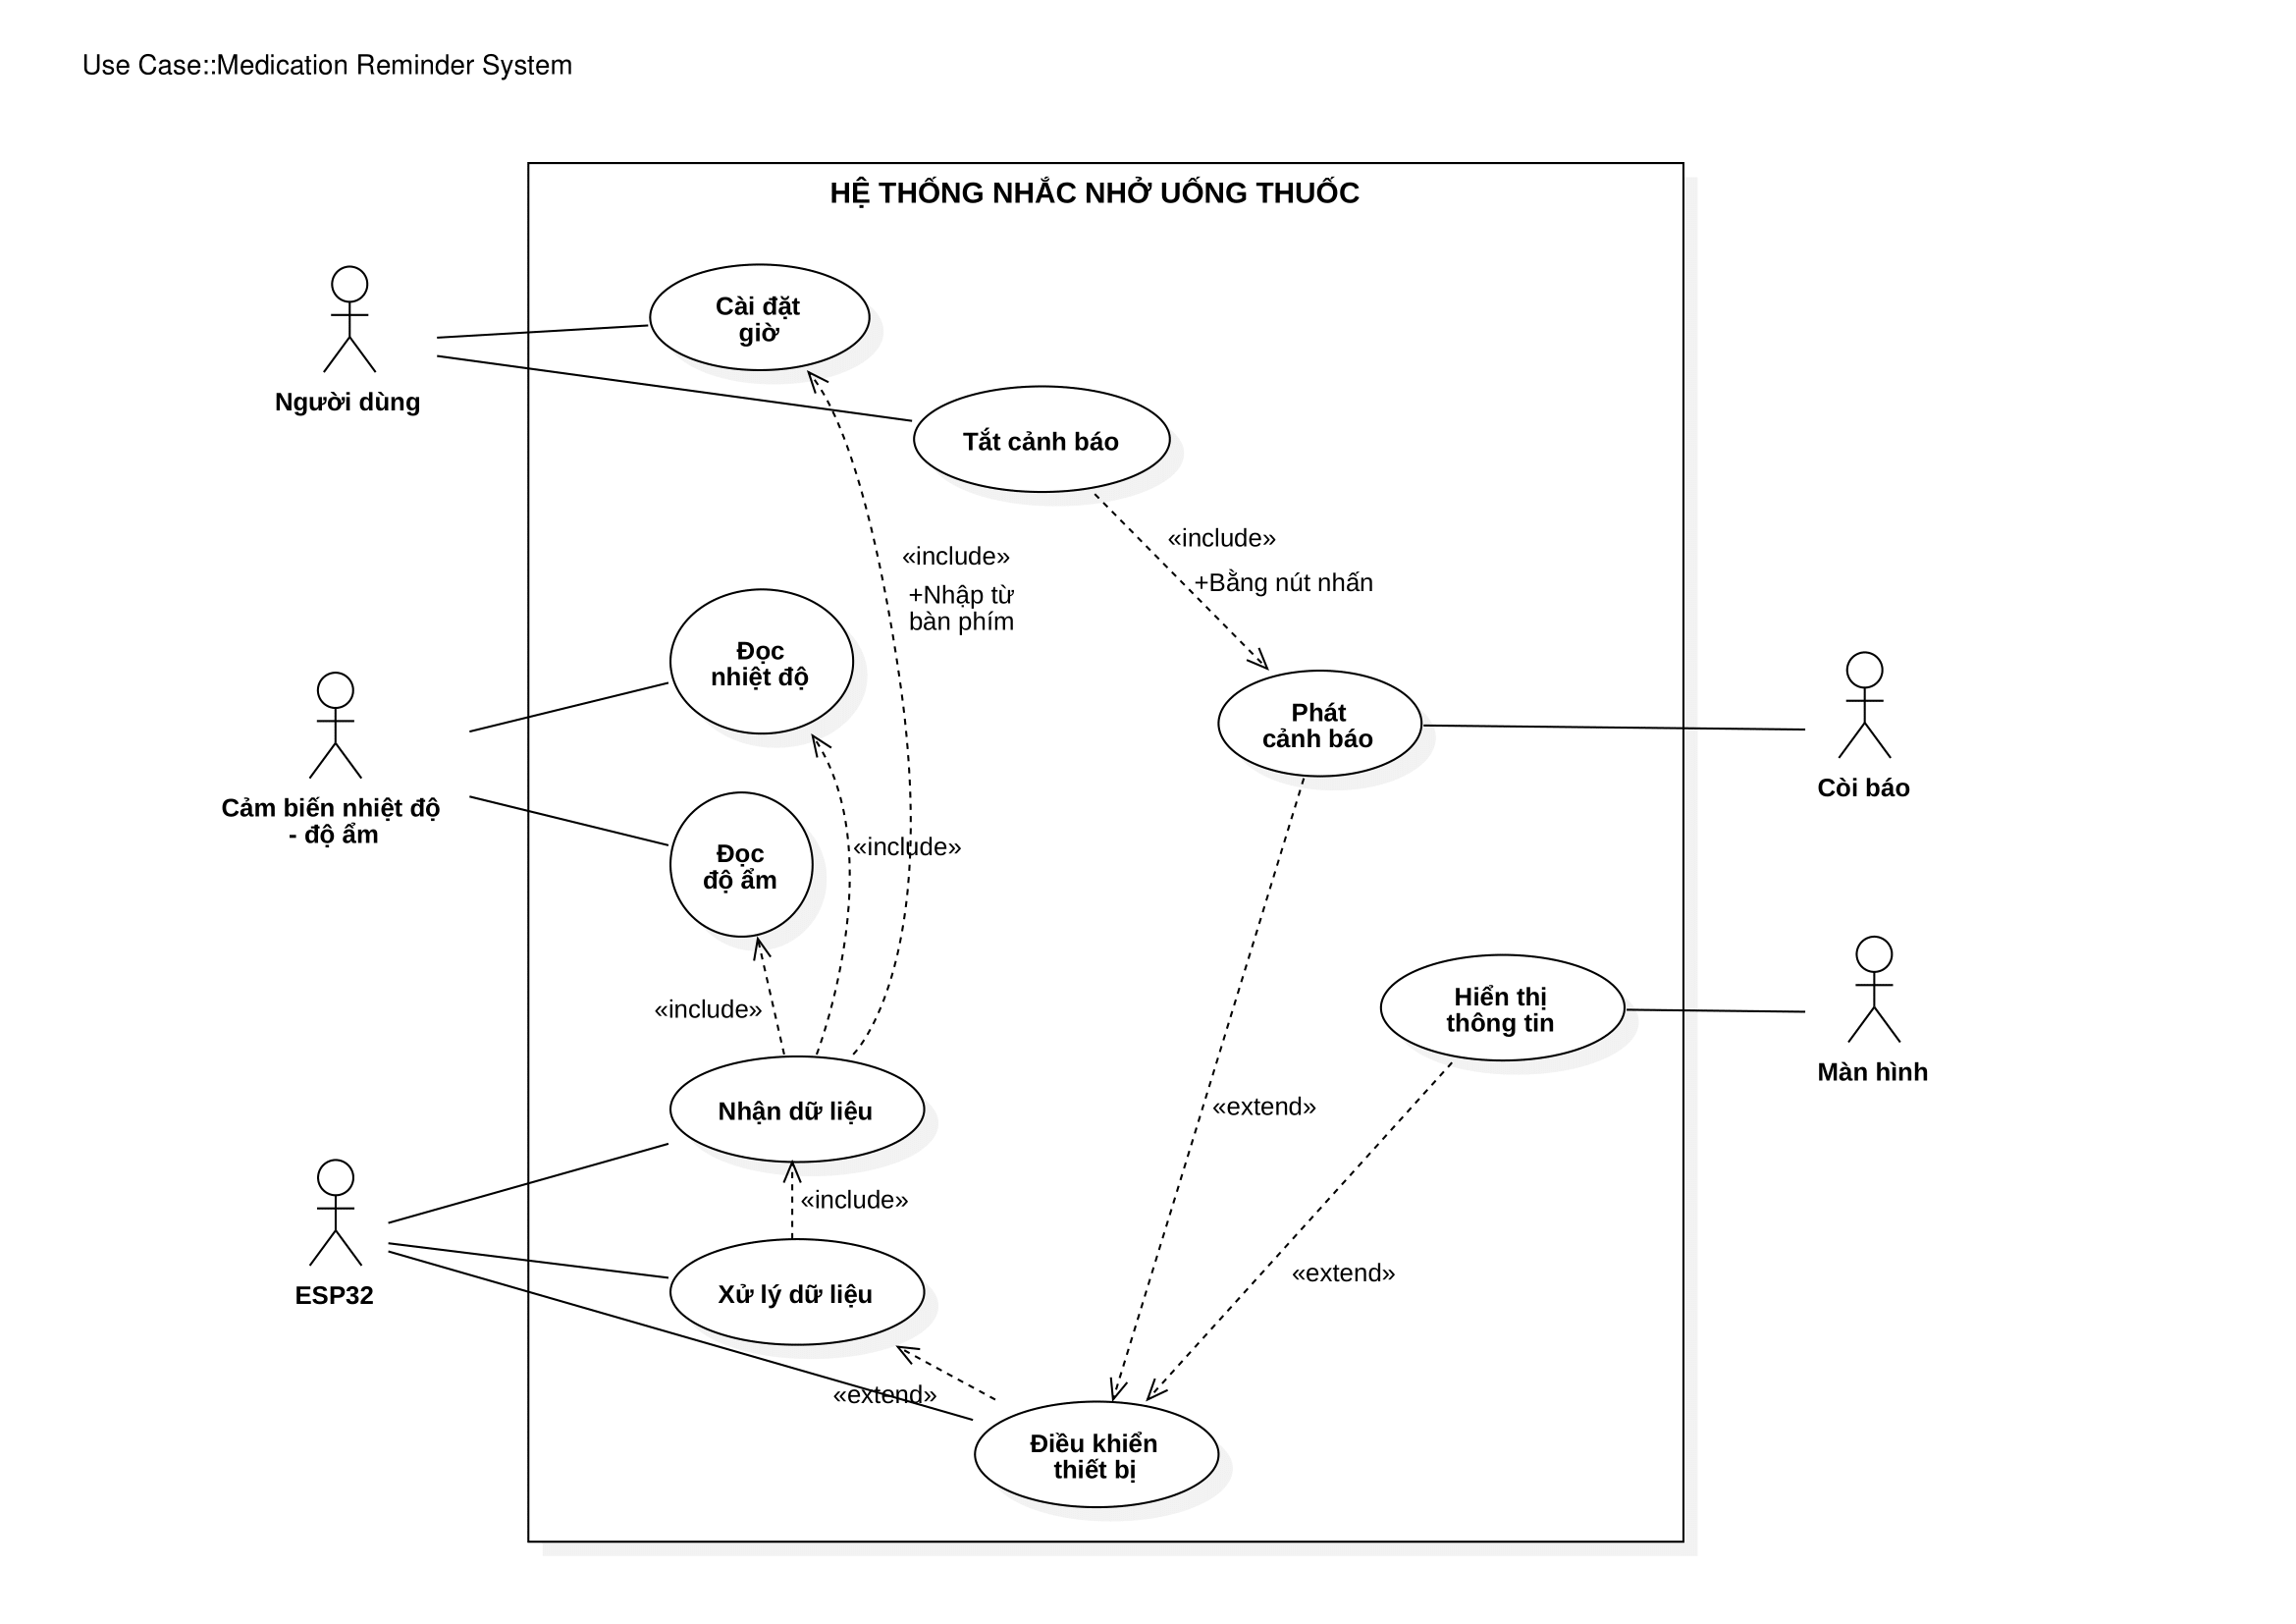 Use Case::Medication Reminder System
HỆ THỐNG NHẮC NHỞ UỐNG THUỐC
Cài đặt
giờ
Người dùng
Tắt cảnh báo
«include»
+Bằng nút nhấn
«include»
+Nhập từ
bàn phím
Đọc
nhiệt độ
Phát
cảnh báo
Còi báo
Cảm biến nhiệt độ
- độ ẩm
«include»
Đọc
độ ẩm
«include»
Hiển thị
thông tin
Màn hình
Nhận dữ liệu
«extend»
«include»
ESP32
Xử lý dữ liệu
«extend»
«extend»
Điều khiển
thiết bị